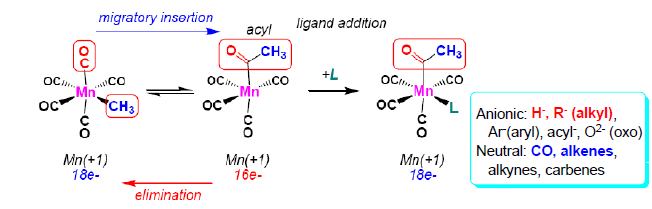 migratory insertion
acyl
ligand addition
O
C
OC
CO
Mn
OC
CH3
C
O
Mn(+1)
18e-
O
CH3
OC
CO
Mn
OC
CO
C
O
Mn(+1)
16e-
+L
O
CH3
OC
CO
Mn
OC
L
C
O
Mn(+1)
18e-
elimination
Anionic: H-, R- (alkyl),
Ar-(aryl), acyl-, O2- (oxo)
Neutral: CO, alkenes,
alkynes, carbenes